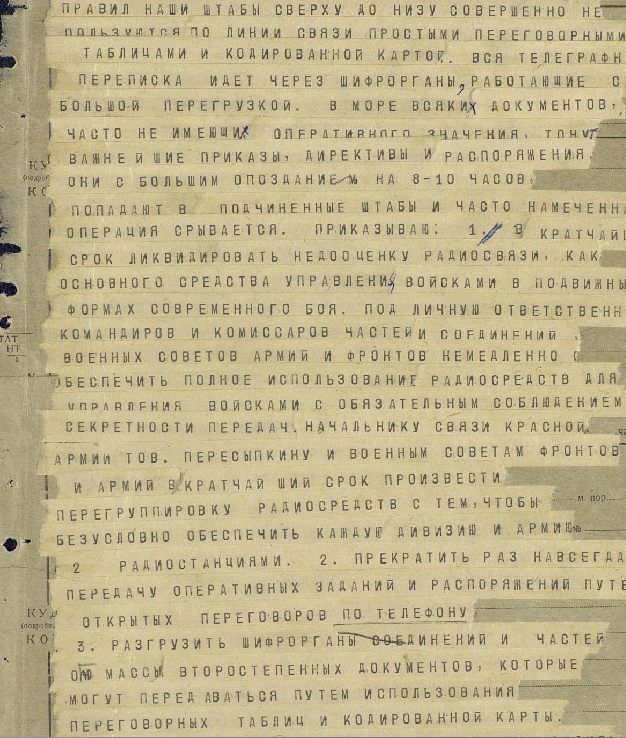 ПРАВИЛ НАШИ ШТАБЫ СВЕРХУ ДО НИЗУ СОВЕРШЕННО НЕ
ПОЛЬЗУЮТСЯ ПО ЛИНИИ СВЯЗИ ПРОСТЫМИ ПЕРЕГОВОРНЫМИ
ТАБЛИЦАМИ И КОДИРОВАННОЙ КАРТОЙ. ВСЯ ТЕЛЕГРАФН
ПЕРЕПИСКА ИДЕТ ЧЕРЕЗ ШИФРОРГАНЫ, РАБОТАЮЩИЕ С
БОЛЬШОЙ ПЕРЕГРУЗКОЙ. В МОРЕ ВСЯКИХ ДОКУМЕНТОВ,
ЧАСТО НЕ ИМЕЮЩИХ ОПЕРАТИВНОГО ЗНАЧЕНИЯ, ТОНУТ
ВАЖНЕЙШИЕ ПРИКАЗЫ, ДИРЕКТИВЫ И РАСПОРЯЖЕНИЯ,
ОНИ С БОЛЬШИМ ОПОЗДАНИЕМ НА 8-10 ЧАСОВ,
ПОПАДАЮТ В ПОДЧИНЕННЫЕ ШТАБЫ И ЧАСТО НАМЕЧЕНН
ОПЕРАЦИЯ СРЫВАЕТСЯ. ПРИКАЗЫВАЮ: 1. В КРАТЧАЙ
СРОК ЛИКВИДИРОВАТЬ НЕДООЦЕНКУ РАДИОСВЯЗИ, КАК
ОСНОВНОГО СРЕДСТВА УПРАВЛЕНИЯ ВОЙСКАМИ В ПОДВИЖНЫ
ФОРМАХ СОВРЕМЕННОГО БОЯ. ПОД ЛИЧНУЮ ОТВЕТСТВЕНН
КОМАНДИРОВ И КОМИССАРОВ ЧАСТЕЙ И СОЕДИНЕНИЙ
ВОЕННЫХ СОВЕТОВ АРМИЙ И ФРОНТОВ НЕМЕДЛЕННО
ОБЕСПЕЧИТЬ ПОЛНОЕ ИСПОЛЬЗОВАНИЕ РАДИОСРЕДСТВ ДЛЯ
УПРАВЛЕНИЯ ВОЙСКАМИ С ОБЯЗАТЕЛЬНЫМ СОБЛЮДЕНИЕМ
СЕКРЕТНОСТИ ПЕРЕДАЧ. НАЧАЛЬНИКУ СВЯЗИ КРАСНОЙ
АРМИИ ТОВ. ПЕРЕСЫПКИНУ И ВОЕННЫМ СОВЕТАМ ФРОНТОВ
И АРМИЙ В КРАТЧАЙ ШИЙ СРОК ПРОИЗВЕСТИ
ПЕРЕГРУППИРОВКУ РАДИОСРЕДСТВ С ТЕМ, ЧТОБЫ
БЕЗУСЛОВНО ОБЕСПЕЧИТЬ КАЖДУЮ ДИВИЗИЮ И АРМИЮ
2 РАДИОСТАНЦИЯМИ. 2. ПРЕКРАТИТЬ РАЗ НАВСЕГДА
ПЕРЕДАЧУ ОПЕРАТИВНЫХ ЗАДАНИЙ И РАСПОРЯЖЕНИЙ ПУТЕ
ОТКРЫТЫХ ПЕРЕГОВОРОВ ПО ТЕЛЕФОНУ
3. РАЗГРУЗИТЬ ШИФРОРГАНЫ СОЕДИНЕНИЙ И ЧАСТЕЙ
МАССЫ ВТОРОСТЕПЕННЫХ ДОКУМЕНТОВ, КОТОРЫЕ
МОГУТ ПЕРЕДАВАТЬСЯ ПУТЕМ ИСПОЛЬЗОВАНИЯ
ПЕРЕГОВОРНЫХ ТАБЛИЦ И КОДИРОВАННОЙ КАРТЫ.